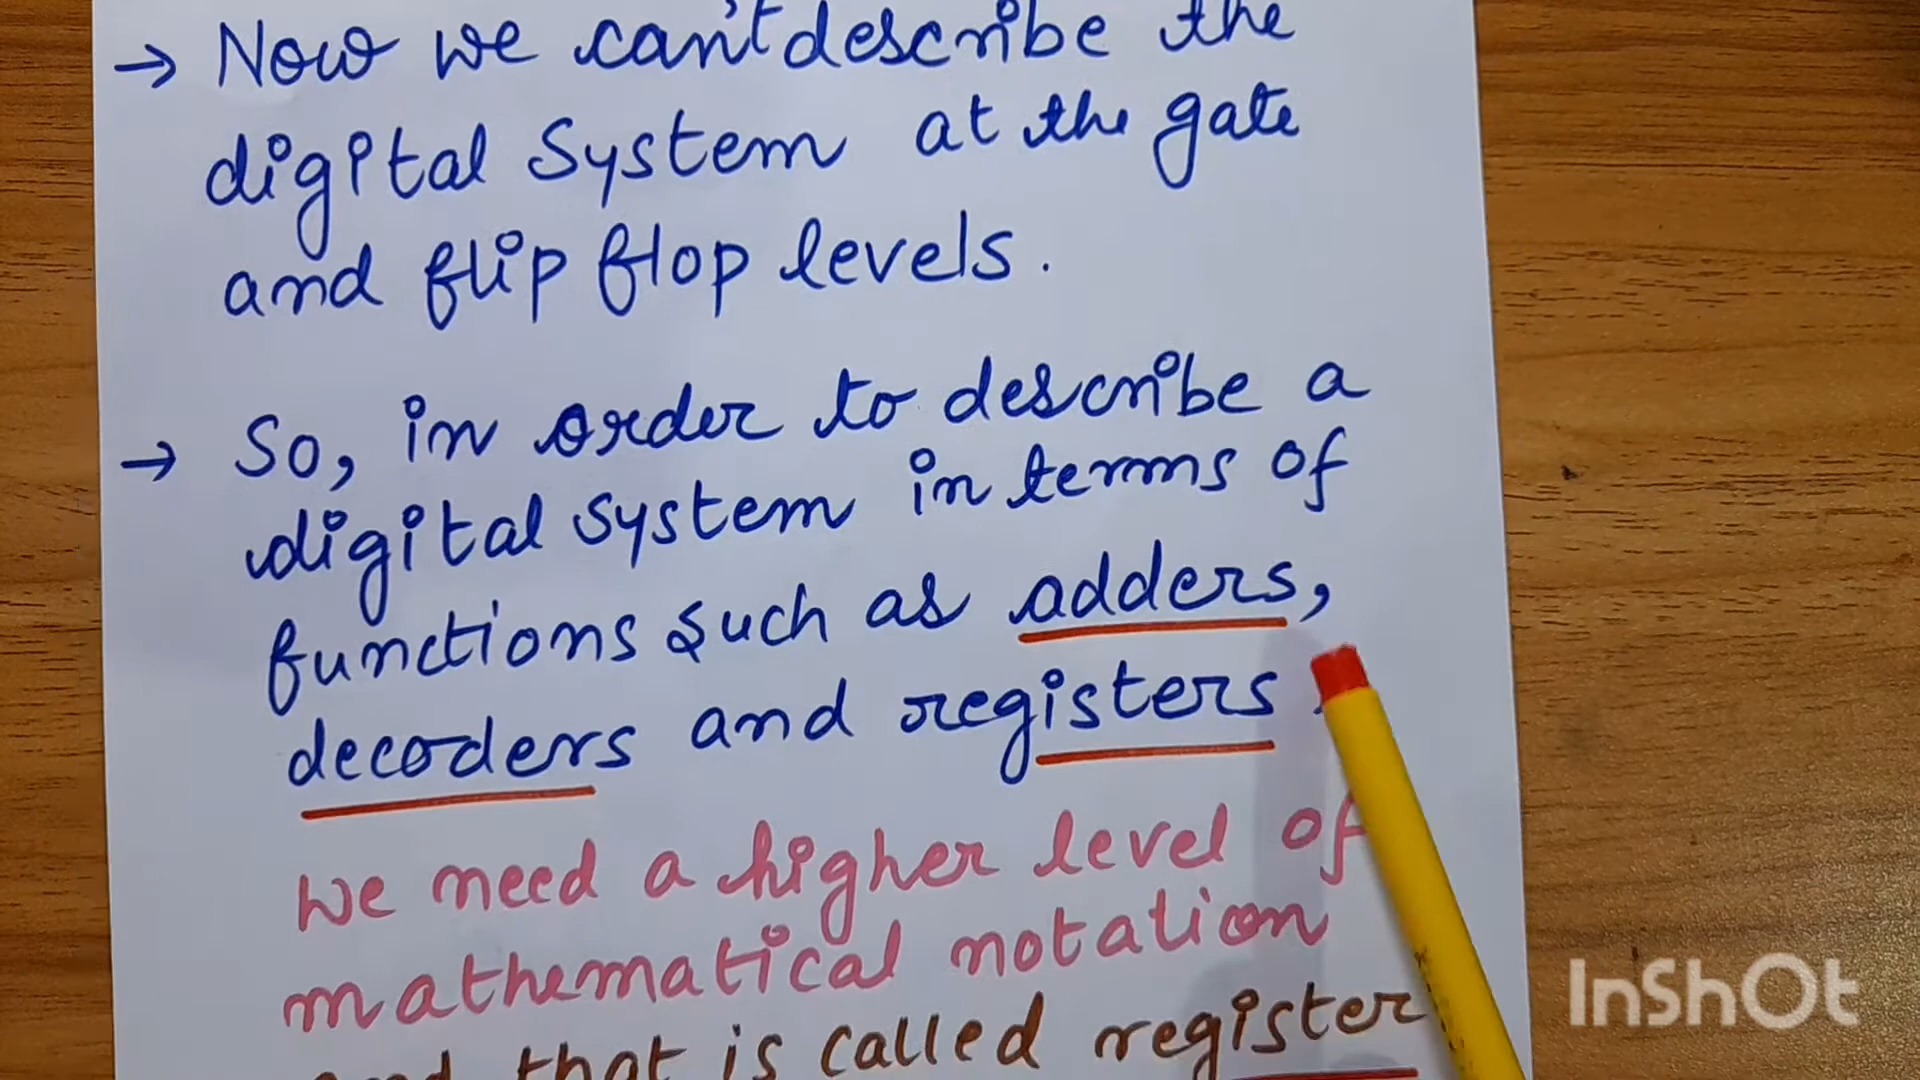 → Now we can't describe the
digital System at the gate
and flip flop levels.
→ So, in order to describe a
digital system in terms of
functions such as adders,
decoders and registers.
We need a higher level of
mathematical notation
and that is called register
InShOt